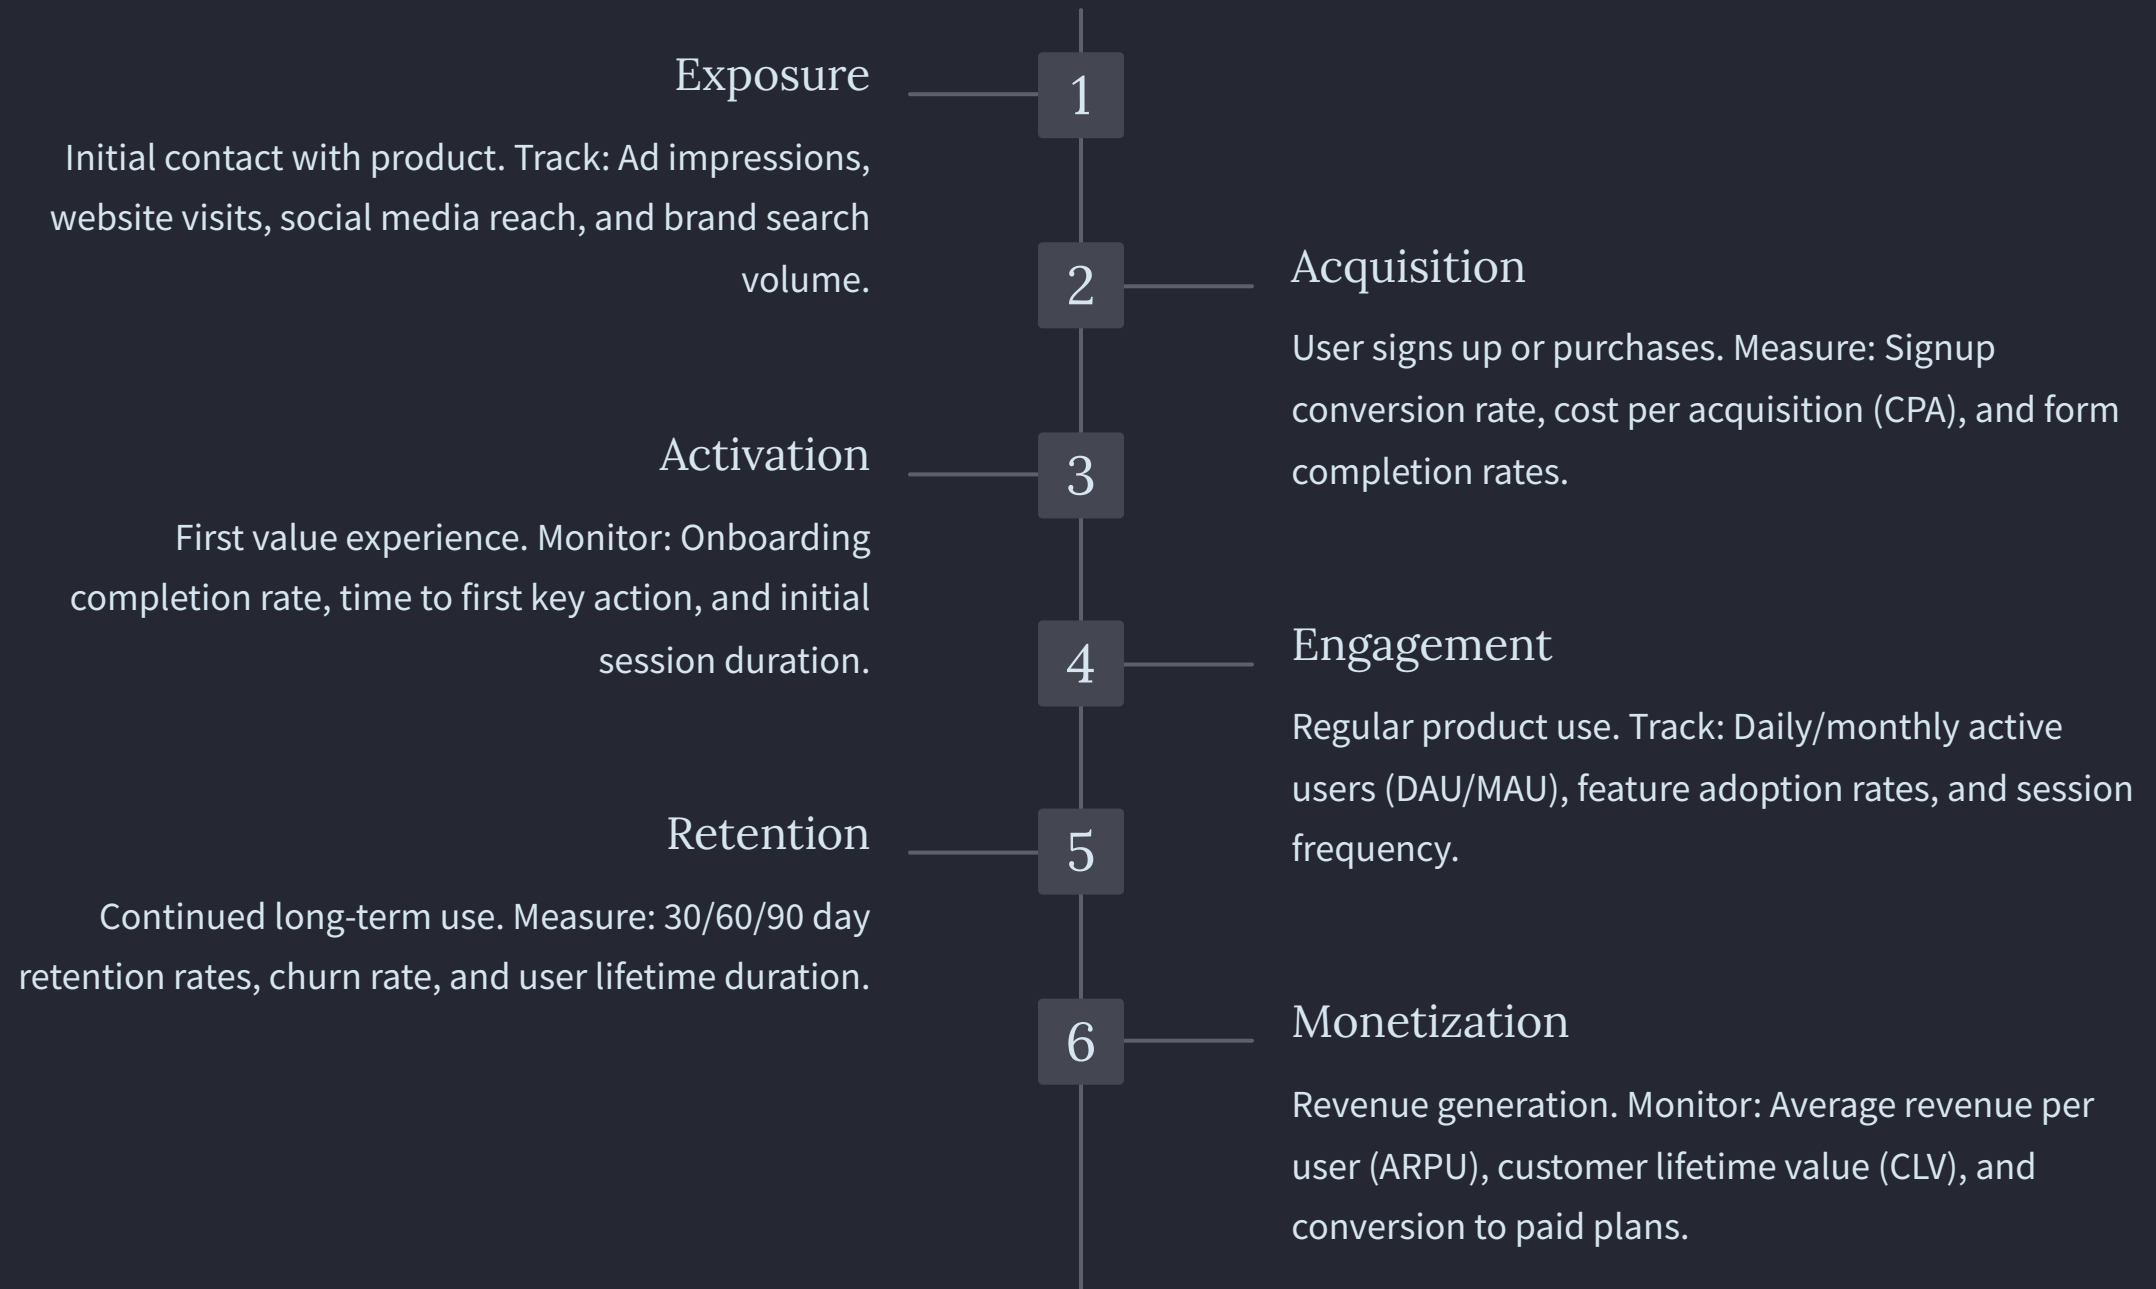 Exposure
1
Initial contact with product. Track: Ad impressions,
website visits, social media reach, and brand search
volume.
2
Acquisition
User signs up or purchases. Measure: Signup
conversion rate, cost per acquisition (CPA), and form
completion rates.
Activation
3
First value experience. Monitor: Onboarding
completion rate, time to first key action, and initial
session duration.
4
Engagement
Regular product use. Track: Daily/monthly active
users (DAU/MAU), feature adoption rates, and session
frequency.
Retention
5
Continued long-term use. Measure: 30/60/90 day
retention rates, churn rate, and user lifetime duration.
6
Monetization
Revenue generation. Monitor: Average revenue per
user (ARPU), customer lifetime value (CLV), and
conversion to paid plans.